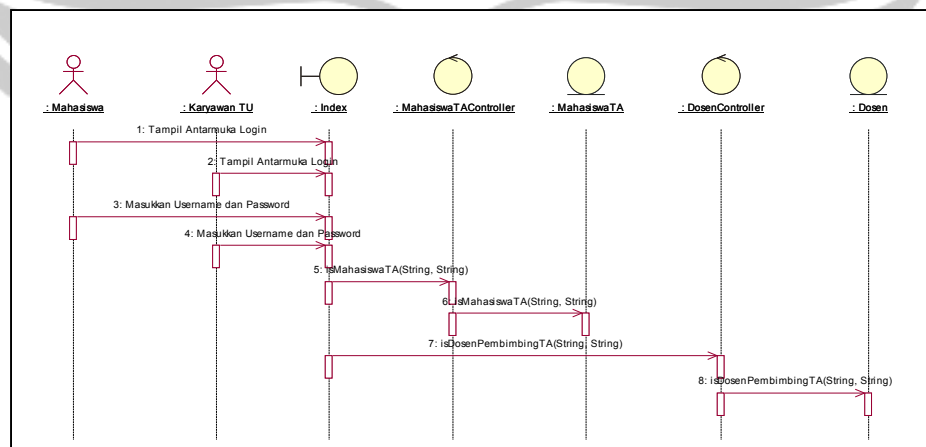 : Mahasiswa
: Karyawan TU
: Index
: MahasiswaTAController
: MahasiswaTA
: DosenController
: Dosen
1: Tampil Antarmuka Login
2: Tampil Antarmuka Login
3: Masukkan Username dan Password
4: Masukkan Username dan Password
5: isMahasiswaTA(String, String)
6: isMahasiswaTA(String, String)
7: isDosenPembimbingTA(String, String)
8: isDosenPembimbingTA(String, String)